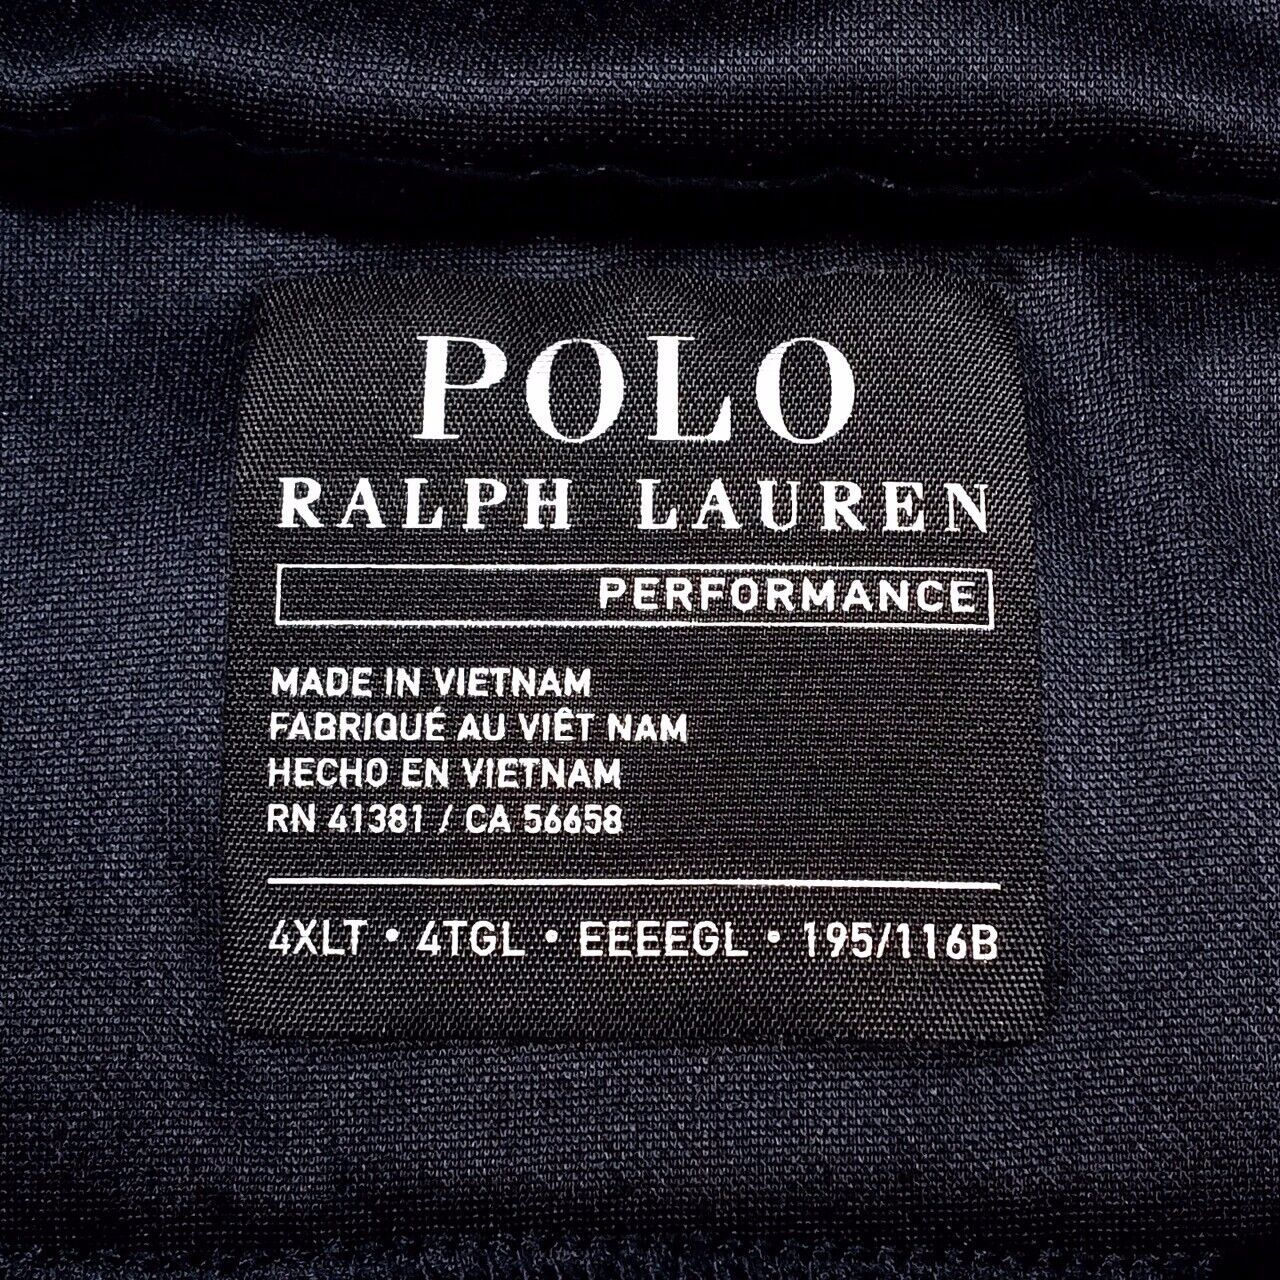 POLO
RALPH LAUREN
PERFORMANCE
MADE IN VIETNAM
FABRIQUÉ AU VIÊT NAM
HECHO EN VIETNAM
RN 41381 / CA 56658
4XLT • 4TGL • EEEEGL • 195/116B